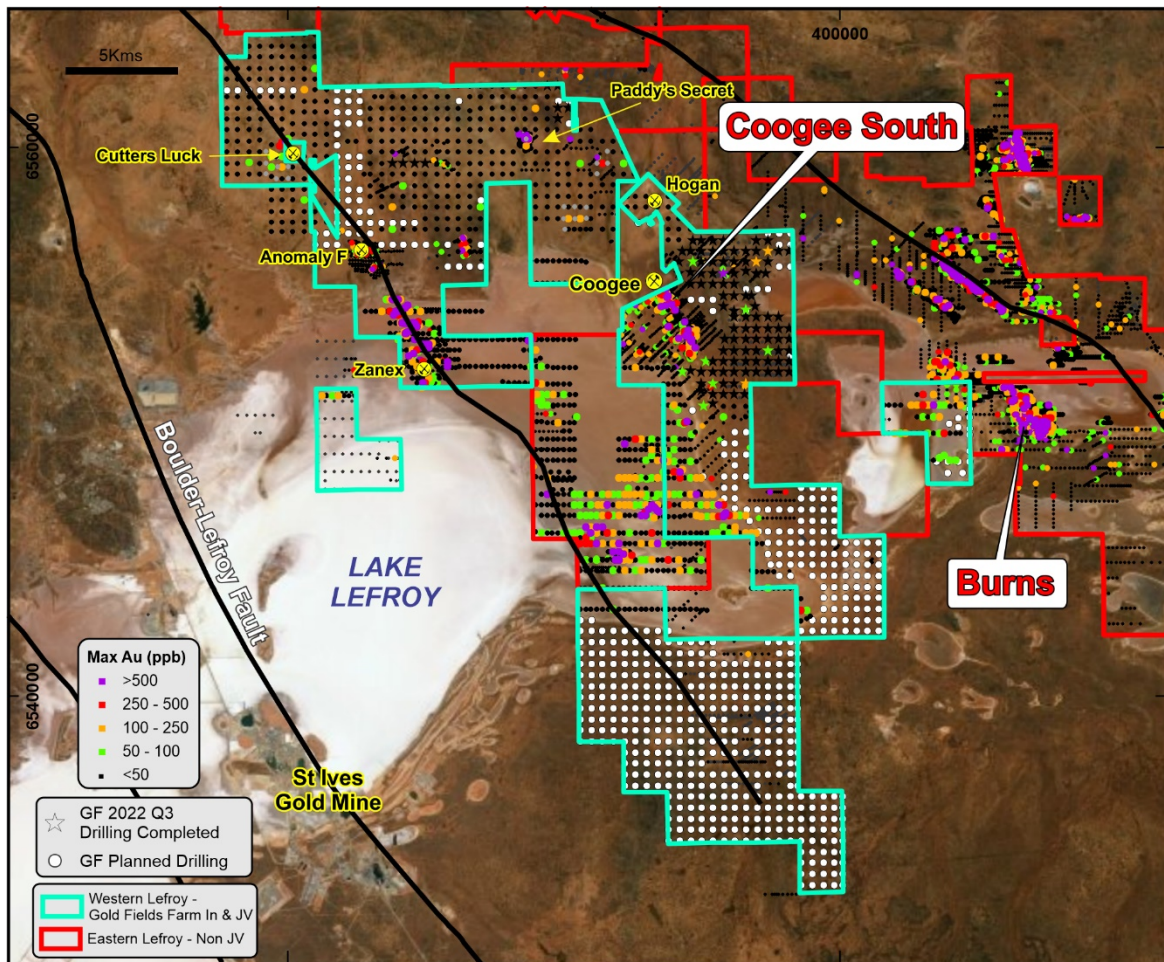 5Kms
400000
6560000
6540000
Paddy's Secret
Coogee South
Cutters Luck
Hogan
Anomaly F
Coogee
Zanex
Boulder-Lefroy Fault
LAKE
LEFROY
Burns
St Ives
Gold Mine
Max Au (ppb)
>500
250 - 500
100 - 250
50 - 100
<50
GF 2022 Q3
Drilling Completed
GF Planned Drilling
Western Lefroy -
Gold Fields Farm In & JV
Eastern Lefroy - Non JV